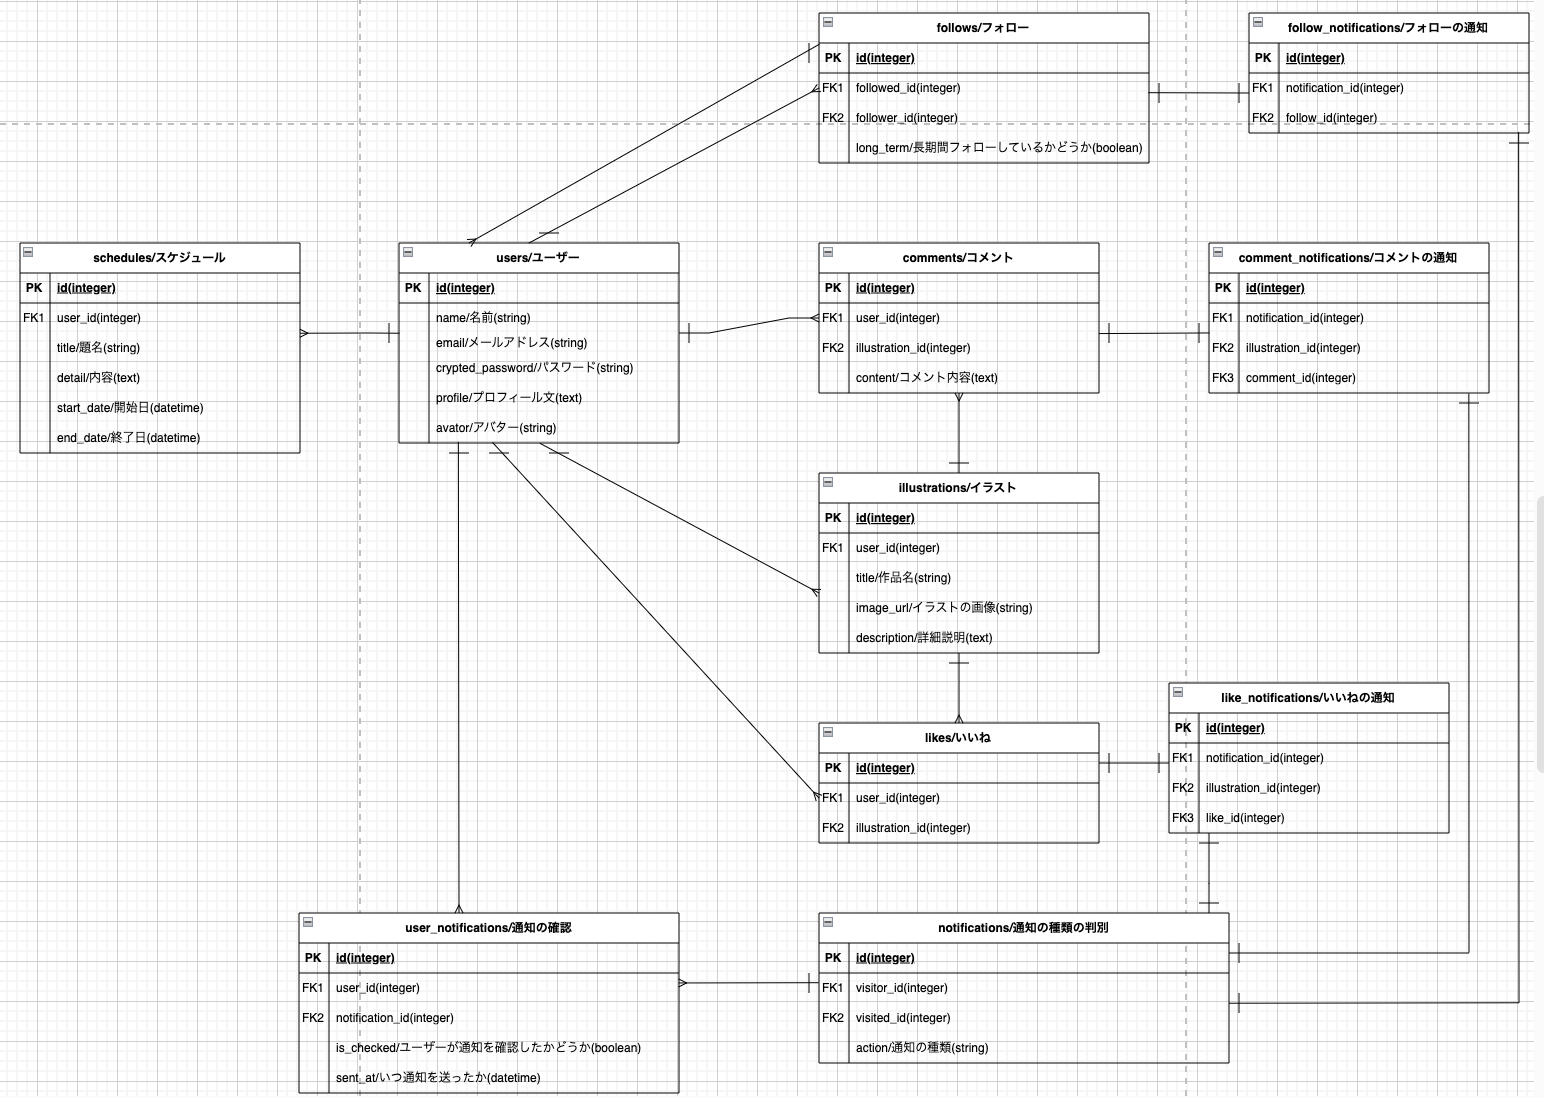 follows/フォロー
PK id(integer)
FK1 followed_id(integer)
FK2 follower_id(integer)
long_term/長期間フォローしているかどうか(boolean)
follow_notifications/フォローの通知
PK id(integer)
FK1 notification_id(integer)
FK2 follow_id(integer)
schedules/スケジュール
PK id(integer)
FK1 user_id(integer)
title/題名(string)
detail/内容(text)
start_date/開始日(datetime)
end_date/終了日(datetime)
users/ユーザー
PK id(integer)
name/名前(string)
email/メールアドレス(string)
crypted_password/パスワード(string)
profile/プロフィール文(text)
avator/アバター(string)
comments/コメント
PK id(integer)
FK1 user_id(integer)
FK2 illustration_id(integer)
content/コメント内容(text)
comment_notifications/コメントの通知
PK id(integer)
FK1 notification_id(integer)
FK2 illustration_id(integer)
FK3 comment_id(integer)
illustrations/イラスト
PK id(integer)
FK1 user_id(integer)
title/作品名(string)
image_url/イラストの画像(string)
description/詳細説明(text)
likes/いいね
PK id(integer)
FK1 user_id(integer)
FK2 illustration_id(integer)
like_notifications/いいねの通知
PK id(integer)
FK1 notification_id(integer)
FK2 illustration_id(integer)
FK3 like_id(integer)
user_notifications/通知の確認
PK id(integer)
FK1 user_id(integer)
FK2 notification_id(integer)
is_checked/ユーザーが通知を確認したかどうか(boolean)
sent_at/いつ通知を送ったか(datetime)
notifications/通知の種類の判別
PK id(integer)
FK1 visitor_id(integer)
FK2 visited_id(integer)
action/通知の種類(string)